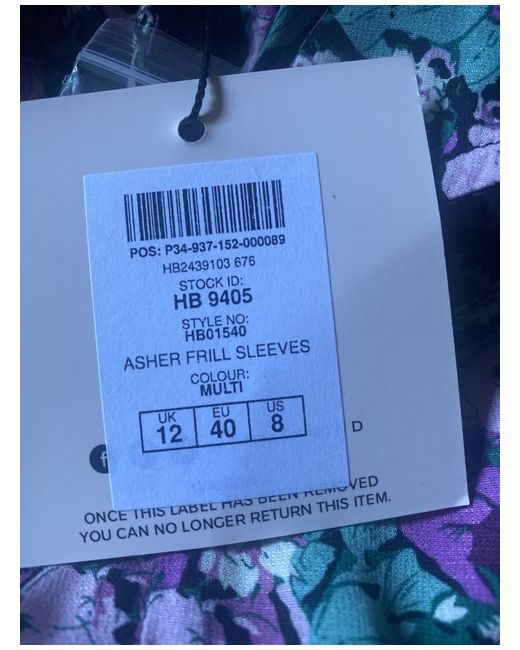 POS: P34-937-152-000089
HB2439103 676
STOCK ID:
HB 9405
STYLE NO:
HB01540
ASHER FRILL SLEEVES
COLOUR:
MULTI
UK EU US
12 40 8
f D
ONCE THIS LABEL HAS BEEN REMOVED
YOU CAN NO LONGER RETURN THIS ITEM.